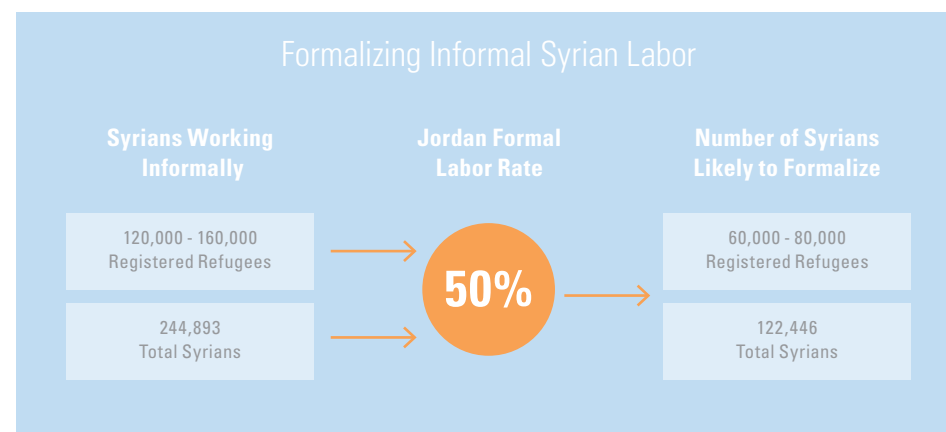 Formalizing Informal Syrian Labor
Syrians Working
Informally
Jordan Formal
Labor Rate
Number of Syrians
Likely to Formalize
120,000 - 160,000
Registered Refugees
244,893
Total Syrians
50%
60,000 - 80,000
Registered Refugees
122,446
Total Syrians